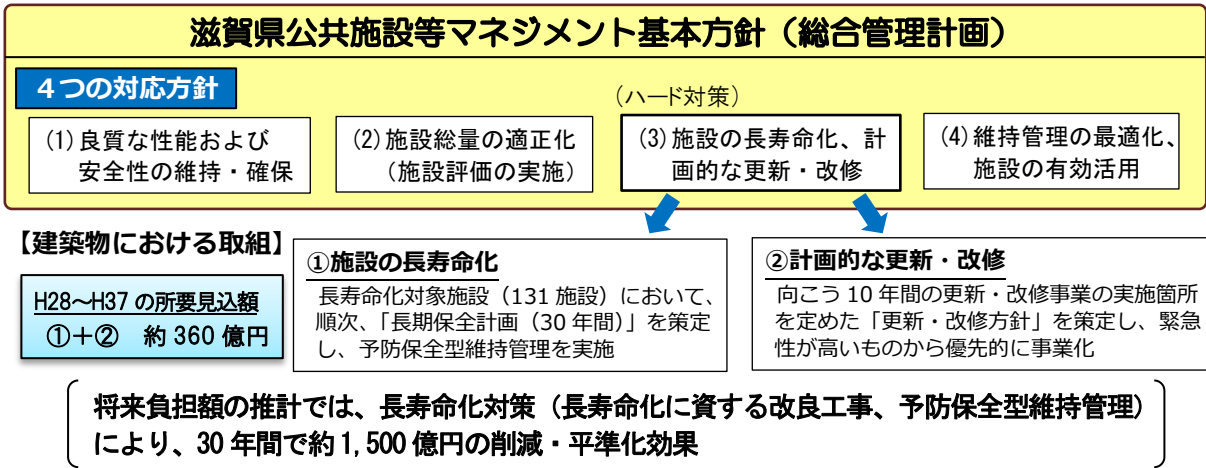 滋賀県公共施設等マネジメント基本方針（総合管理計画）
４つの対応方針
（ハード対策）
(1) 良質な性能および
安全性の維持・確保
(2) 施設総量の適正化
（施設評価の実施）
(3) 施設の長寿命化、計
画的な更新・改修
(4) 維持管理の最適化、
施設の有効活用
【建築物における取組】
H28～H37 の所要見込額
①＋② 約 360 億円
①施設の長寿命化
長寿命化対象施設（131 施設）において、
順次、「長期保全計画（30 年間）」を策定
し、予防保全型維持管理を実施
②計画的な更新・改修
向こう 10 年間の更新・改修事業の実施箇所
を定めた「更新・改修方針」を策定し、緊急
性が高いものから優先的に事業化
将来負担額の推計では、長寿命化対策（長寿命化に資する改良工事、予防保全型維持管理）
により、30 年間で約 1,500 億円の削減・平準化効果